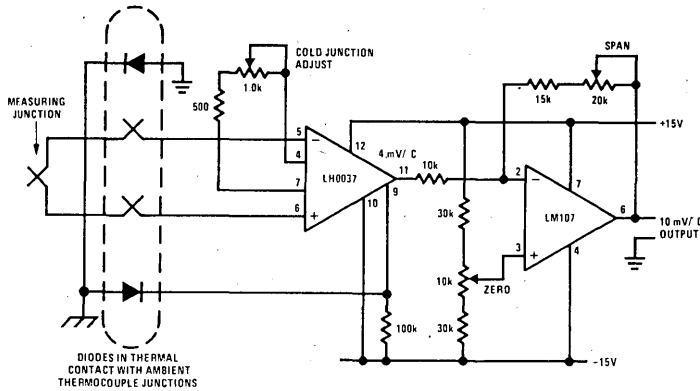 SPAN
COLD JUNCTION
ADJUST
1.0k
15k
20k
500
MEASURING
JUNCTION
+15V
5
12
4 mV/°C
4
11
10k
2
7
LH0037
LM107
6
10 mV/°C
OUTPUT
7
9
10
6
30k
3
4
10k
ZERO
100k
30k
-15V
DIODES IN THERMAL
CONTACT WITH AMBIENT
THERMOCOUPLE JUNCTIONS